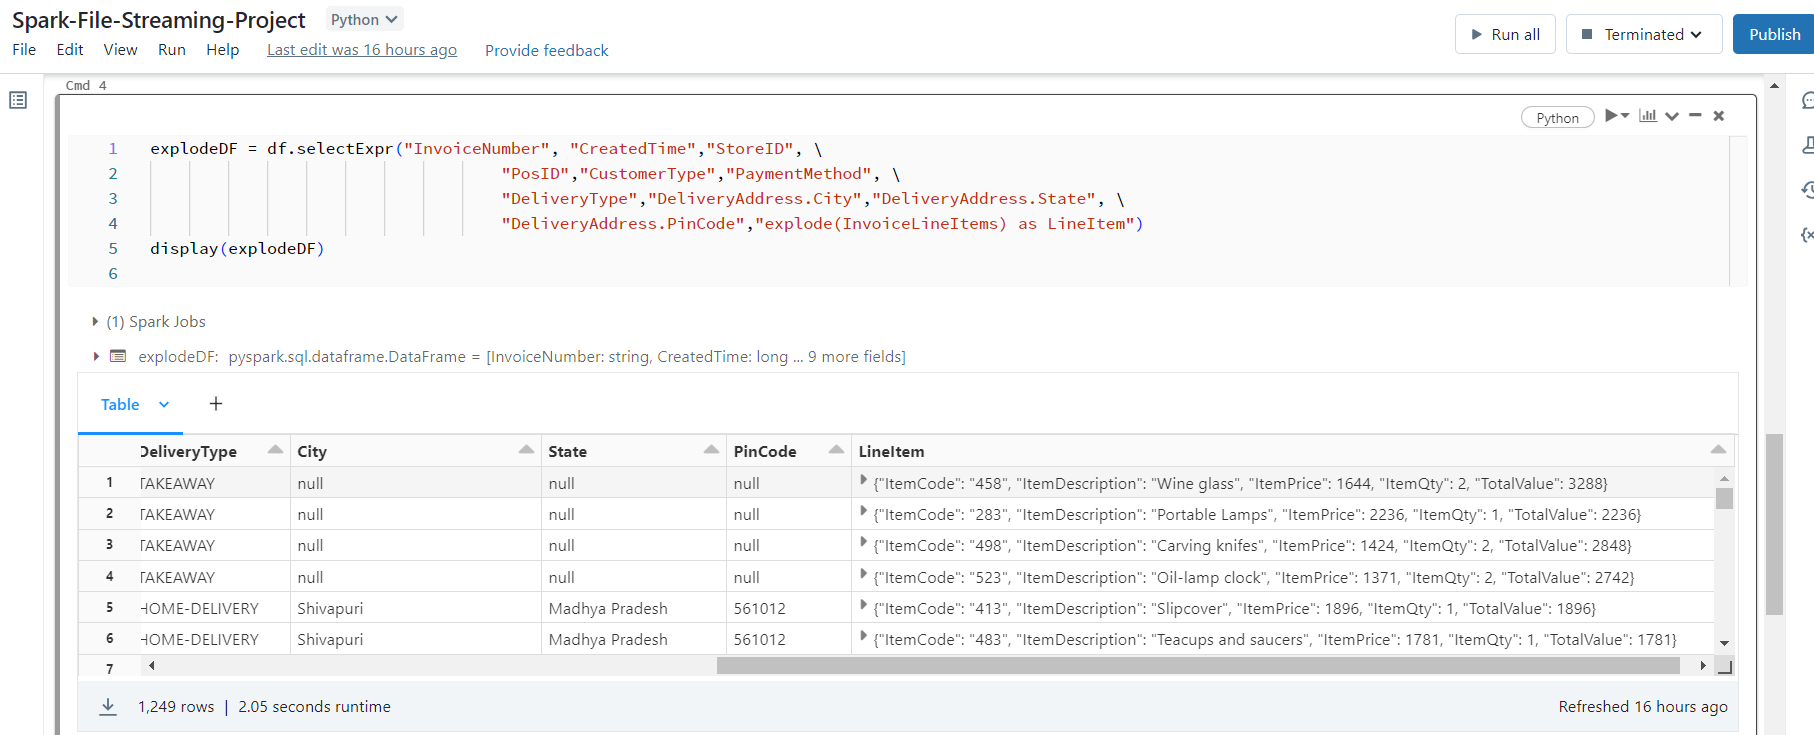 Spark-File-Streaming-Project Python
File Edit View Run Help Last edit was 16 hours ago Provide feedback
Run all Terminated Publish
Cmd 4
Python
1 explodeDF = df.selectExpr("InvoiceNumber", "CreatedTime","StoreID", \
2 "PosID","CustomerType","PaymentMethod", \
3 "DeliveryType","DeliveryAddress.City","DeliveryAddress.State", \
4 "DeliveryAddress.PinCode","explode(InvoiceLineItems) as LineItem")
5 display(explodeDF)
6
(1) Spark Jobs
explodeDF: pyspark.sql.dataframe.DataFrame = [InvoiceNumber: string, CreatedTime: long ... 9 more fields]
Table +
DeliveryType City State PinCode LineItem
1 TAKEAWAY null null null {"ItemCode": "458", "ItemDescription": "Wine glass", "ItemPrice": 1644, "ItemQty": 2, "TotalValue": 3288}
2 TAKEAWAY null null null {"ItemCode": "283", "ItemDescription": "Portable Lamps", "ItemPrice": 2236, "ItemQty": 1, "TotalValue": 2236}
3 TAKEAWAY null null null {"ItemCode": "498", "ItemDescription": "Carving knifes", "ItemPrice": 1424, "ItemQty": 2, "TotalValue": 2848}
4 TAKEAWAY null null null {"ItemCode": "523", "ItemDescription": "Oil-lamp clock", "ItemPrice": 1371, "ItemQty": 2, "TotalValue": 2742}
5 HOME-DELIVERY Shivapuri Madhya Pradesh 561012 {"ItemCode": "413", "ItemDescription": "Slipcover", "ItemPrice": 1896, "ItemQty": 1, "TotalValue": 1896}
6 HOME-DELIVERY Shivapuri Madhya Pradesh 561012 {"ItemCode": "483", "ItemDescription": "Teacups and saucers", "ItemPrice": 1781, "ItemQty": 1, "TotalValue": 1781}
7
1,249 rows | 2.05 seconds runtime Refreshed 16 hours ago